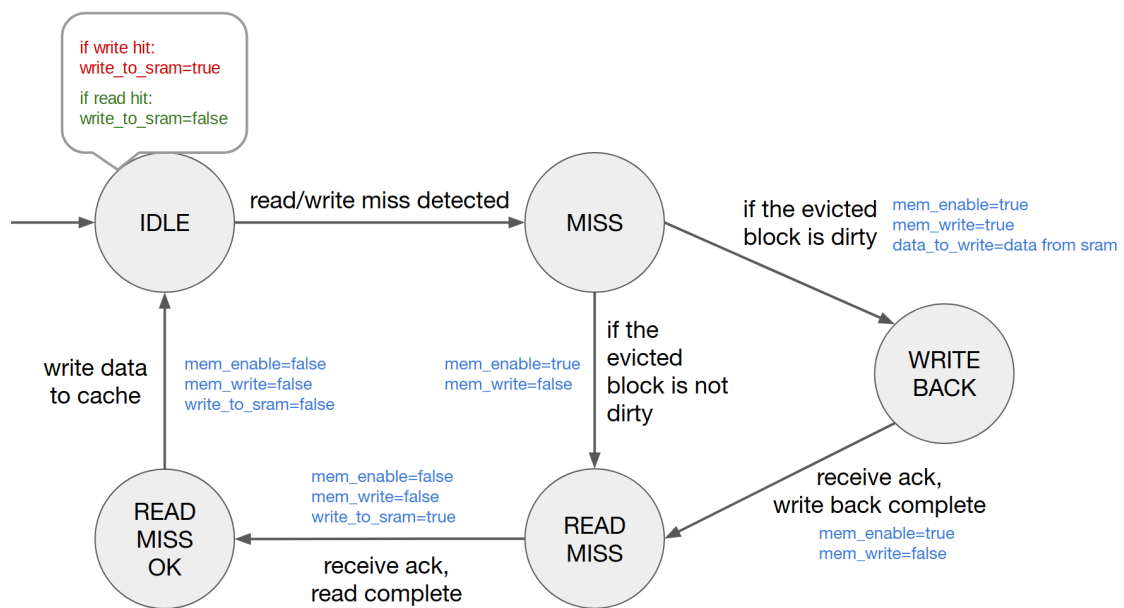 if write hit:
write_to_sram=true
if read hit:
write_to_sram=false
IDLE
read/write miss detected
MISS
if the evicted
block is dirty
mem_enable=true
mem_write=true
data_to_write=data from sram
write data
to cache
mem_enable=false
mem_write=false
write_to_sram=false
mem_enable=true
mem_write=false
if the
evicted
block is not
dirty
WRITE
BACK
mem_enable=false
mem_write=false
write_to_sram=true
receive ack,
write back complete
mem_enable=true
mem_write=false
READ
MISS
OK
receive ack,
read complete
READ
MISS